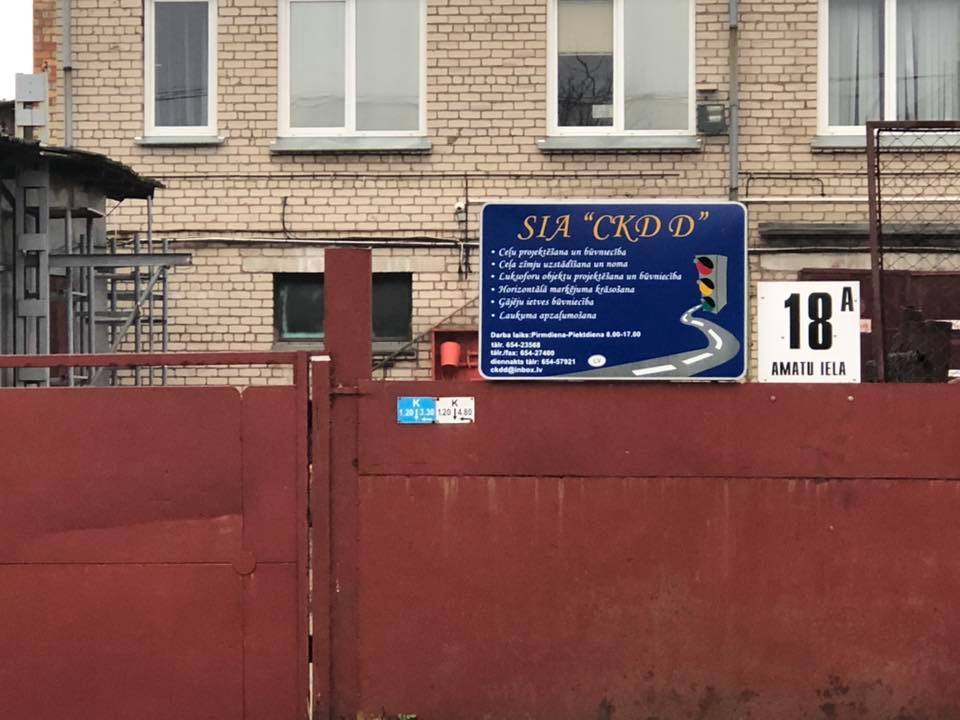 SIA “CKD D”
• Ceļu projektēšana un būvniecība
• Ceļa zīmju uzstādīšana un noma
• Luksoforu objektu projektēšana un būvniecība
• Horizontālā marķējuma krāsošana
• Gājēju ietves būvniecība
• Laukuma apzaļumošana
Darba laiks:Pirmdiena-Piektdiena 8.00-17.00
tālr. 654-23568
tālr./fax: 654-27400
diennakts tālr: 654-57921
ckdd@inbox.lv
LV
18 A
AMATU IELA
K
1,20 3.30
K
1,20 4.80